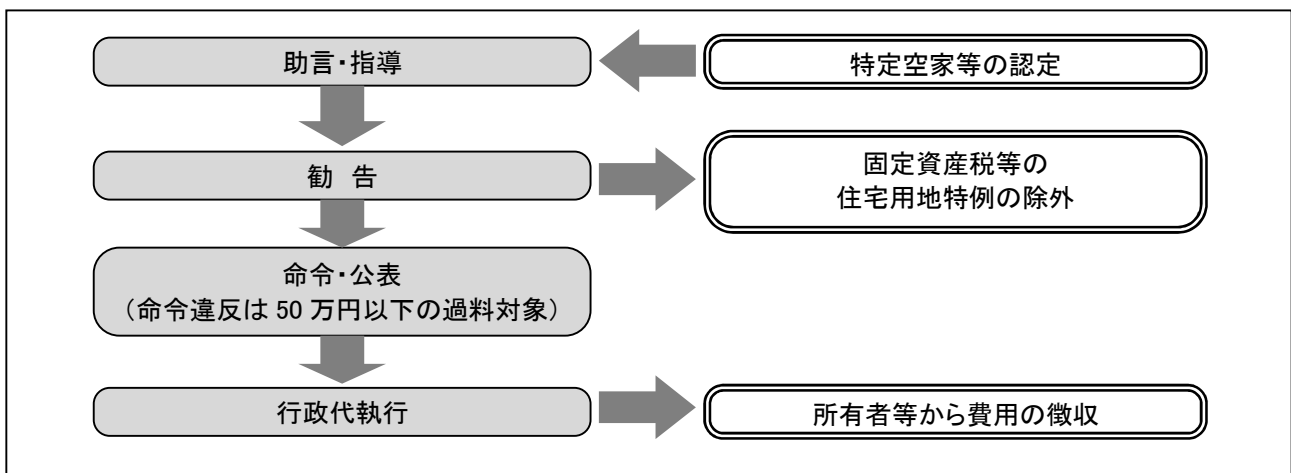 助言・指導
特定空家等の認定
勧 告
固定資産税等の
住宅用地特例の除外
命令・公表
（命令違反は 50 万円以下の過料対象）
行政代執行
所有者等から費用の徴収